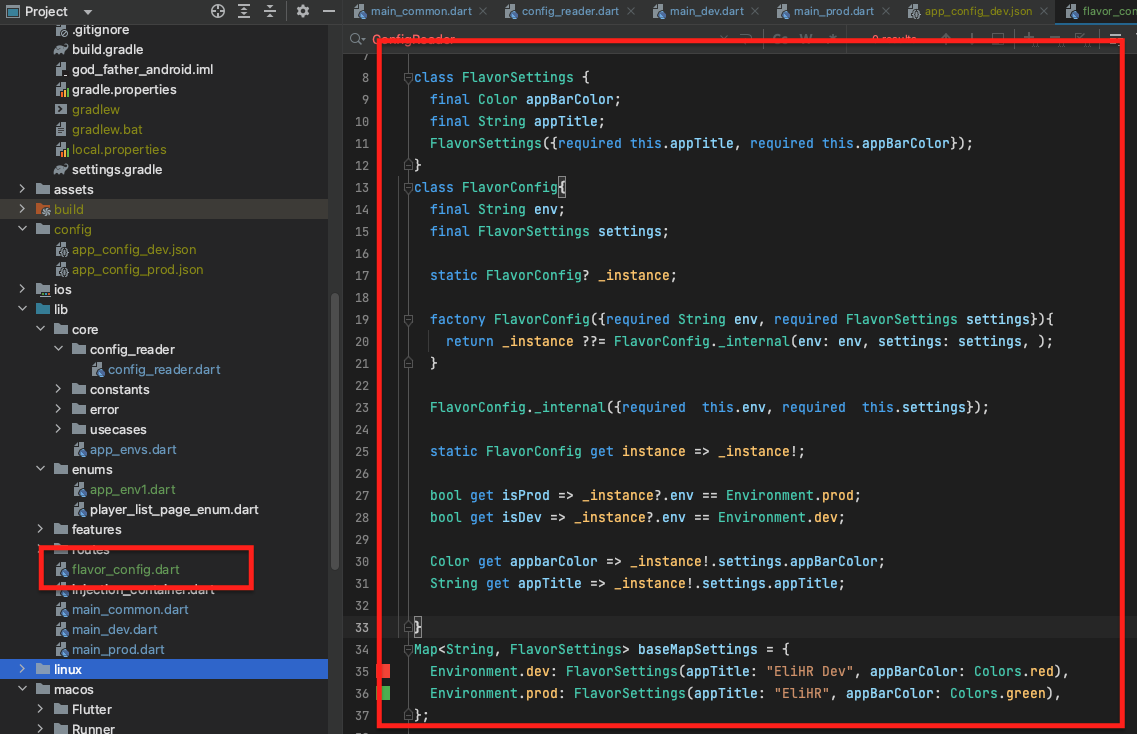 Project
main_common.dart
config_reader.dart
main_dev.dart
main_prod.dart
app_config_dev.json
flavor_con
.gitignore
build.gradle
god_father_android.iml
gradle.properties
gradlew
gradlew.bat
local.properties
settings.gradle
assets
build
config
app_config_dev.json
app_config_prod.json
ios
lib
core
config_reader
config_reader.dart
constants
error
usecases
app_envs.dart
enums
app_env1.dart
player_list_page_enum.dart
features
routes
flavor_config.dart
injection_container.dart
main_common.dart
main_dev.dart
main_prod.dart
linux
macos
Flutter
Runner
ConfigReader
0 results
7
8 class FlavorSettings {
9 final Color appBarColor;
10 final String appTitle;
11 FlavorSettings({required this.appTitle, required this.appBarColor});
12 }
13 class FlavorConfig{
14 final String env;
15 final FlavorSettings settings;
16
17 static FlavorConfig? _instance;
18
19 factory FlavorConfig({required String env, required FlavorSettings settings}){
20 return _instance ??= FlavorConfig._internal(env: env, settings: settings, );
21 }
22
23 FlavorConfig._internal({required  this.env, required  this.settings});
24
25 static FlavorConfig get instance => _instance!;
26
27 bool get isProd => _instance?.env == Environment.prod;
28 bool get isDev => _instance?.env == Environment.dev;
29
30 Color get appbarColor => _instance!.settings.appBarColor;
31 String get appTitle => _instance!.settings.appTitle;
32
33 }
34 Map<String, FlavorSettings> baseMapSettings = {
35 Environment.dev: FlavorSettings(appTitle: "EliHR Dev", appBarColor: Colors.red),
36 Environment.prod: FlavorSettings(appTitle: "EliHR", appBarColor: Colors.green),
37 };